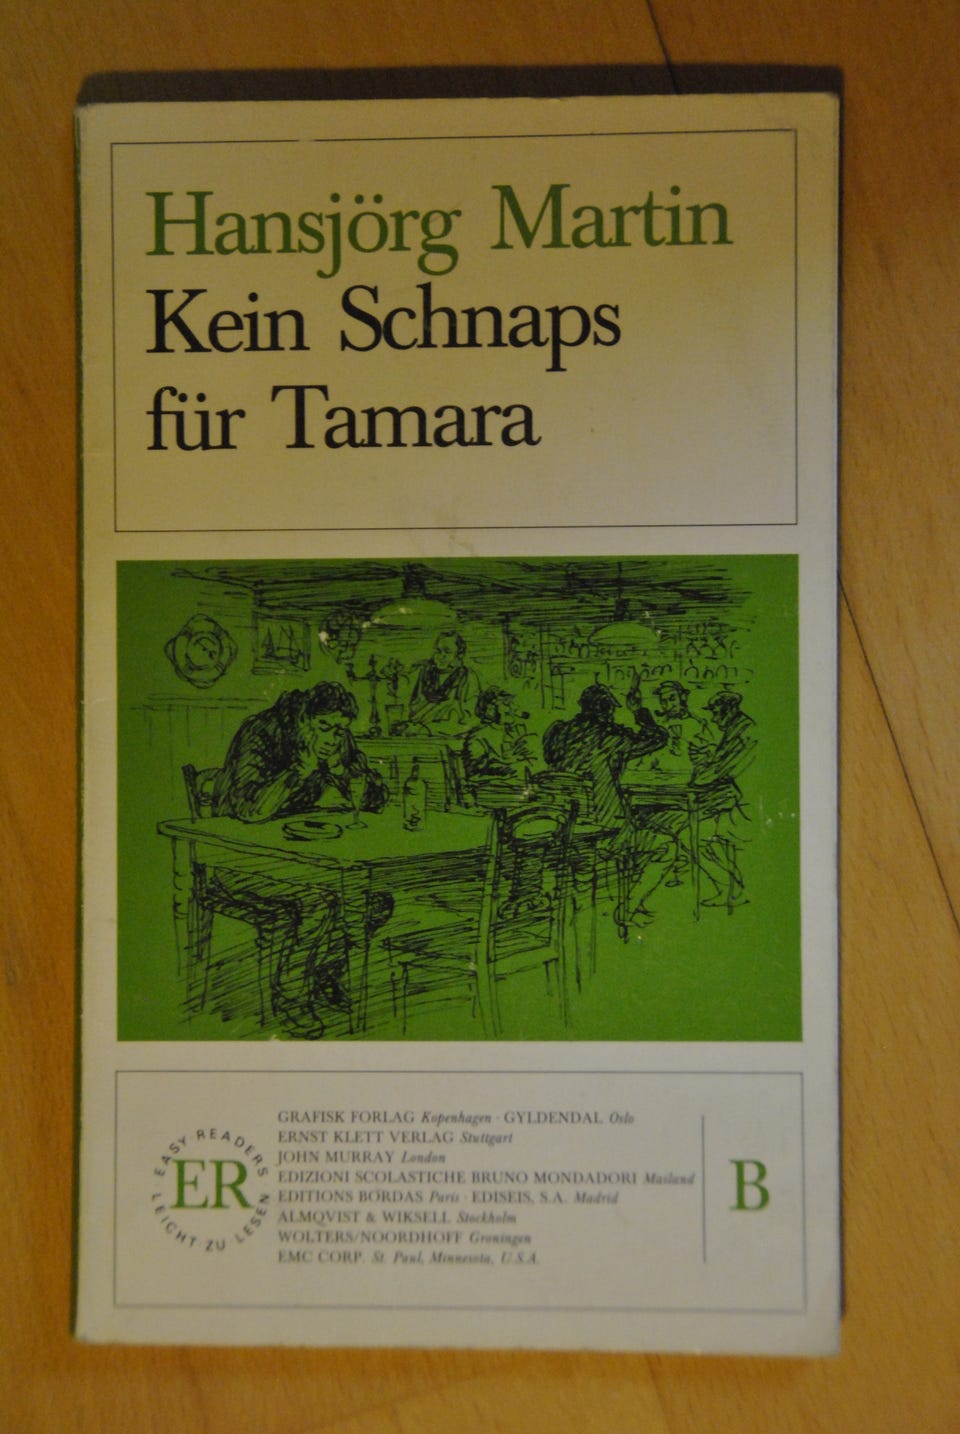 Hansjörg Martin
Kein Schnaps
für Tamara
EASY READERS
ER
LEICHT ZU LESEN
GRAFISK FORLAG Kopenhagen · GYLDENDAL Oslo
ERNST KLETT VERLAG Stuttgart
JOHN MURRAY London
EDIZIONI SCOLASTICHE BRUNO MONDADORI Mailand
EDITIONS BORDAS Paris · EDISEIS, S.A. Madrid
ALMQVIST & WIKSELL Stockholm
WOLTERS/NOORDHOFF Groningen
EMC CORP. St. Paul, Minnesota, U.S.A.
B